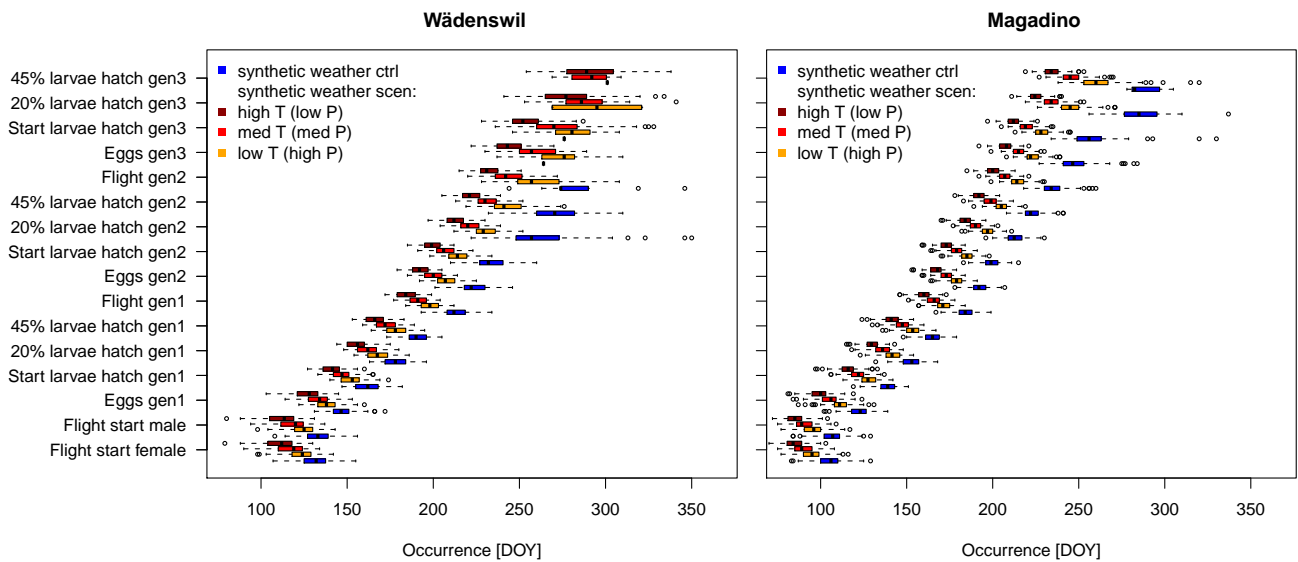 Wädenswil
Magadino
45% larvae hatch gen3
20% larvae hatch gen3
Start larvae hatch gen3
Eggs gen3
Flight gen2
45% larvae hatch gen2
20% larvae hatch gen2
Start larvae hatch gen2
Eggs gen2
Flight gen1
45% larvae hatch gen1
20% larvae hatch gen1
Start larvae hatch gen1
Eggs gen1
Flight start male
Flight start female
synthetic weather ctrl
synthetic weather scen:
high T (low P)
med T (med P)
low T (high P)
synthetic weather ctrl
synthetic weather scen:
high T (low P)
med T (med P)
low T (high P)
100 150 200 250 300 350
100 150 200 250 300 350
Occurrence [DOY]
Occurrence [DOY]